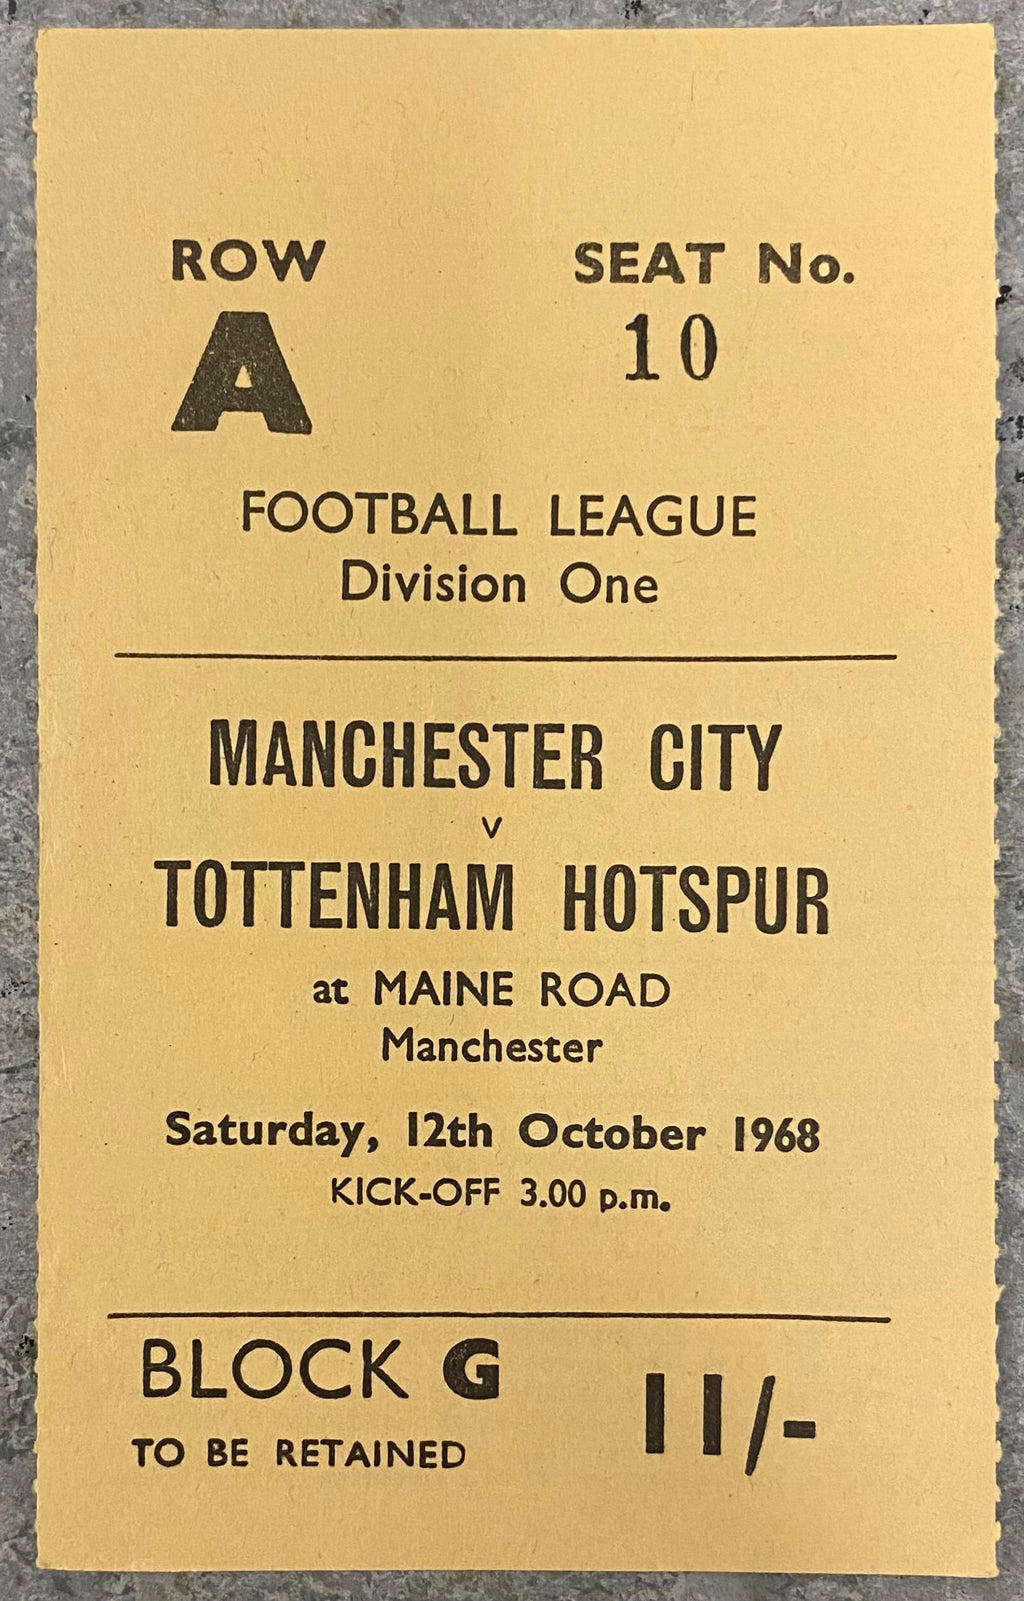 ROW SEAT No.
A 10
FOOTBALL LEAGUE
Division One
MANCHESTER CITY
v
TOTTENHAM HOTSPUR
at MAINE ROAD
Manchester
Saturday, 12th October 1968
KICK-OFF 3.00 p.m.
BLOCK G 11/-
TO BE RETAINED